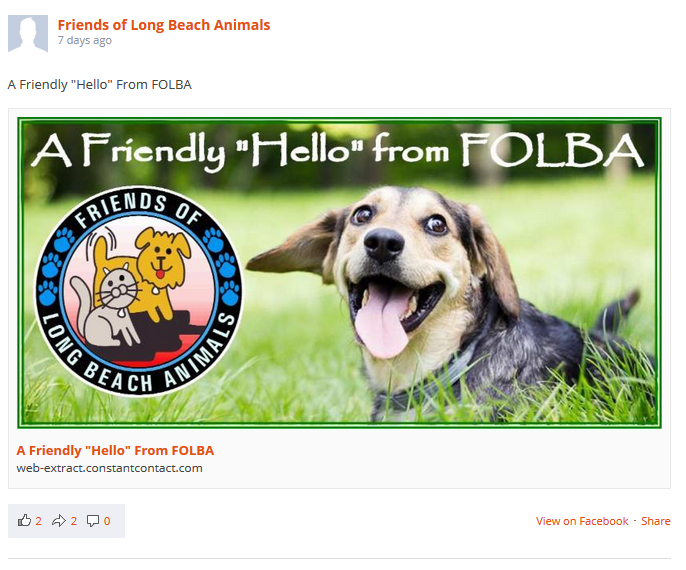 Friends of Long Beach Animals
7 days ago
A Friendly "Hello" From FOLBA
A Friendly "Hello" from FOLBA
FRIENDS OF
LONG BEACH ANIMALS
A Friendly "Hello" From FOLBA
web-extract.constantcontact.com
2 2 0
View on Facebook · Share